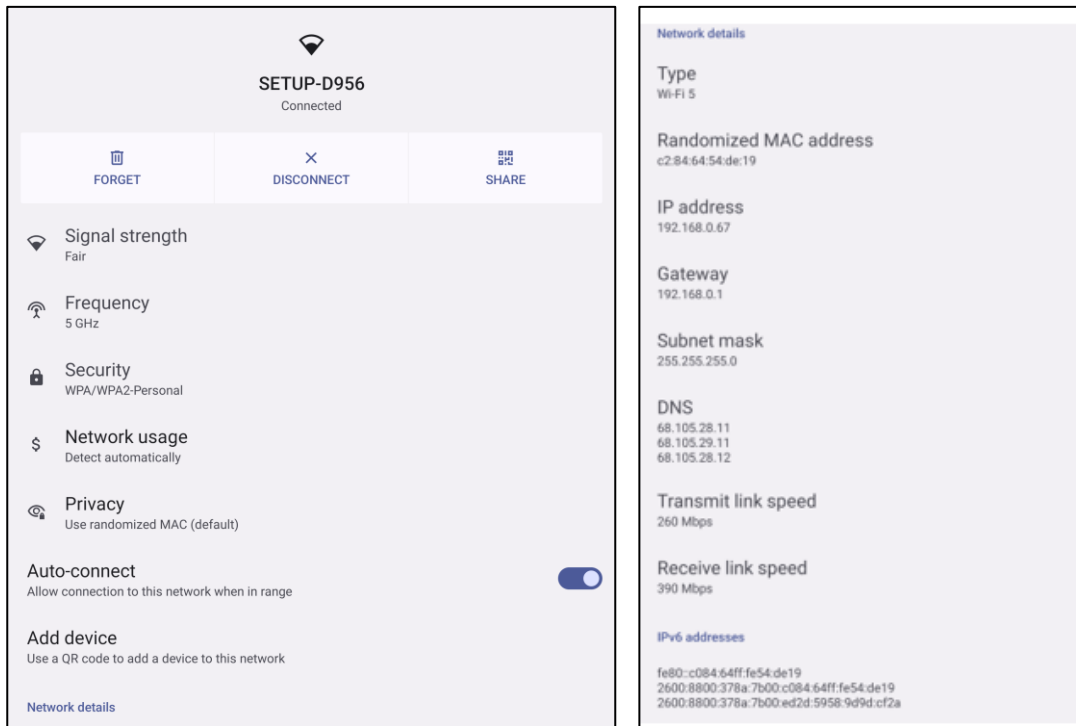 SETUP-D956
Connected
FORGET
DISCONNECT
SHARE
Signal strength
Fair
Frequency
5 GHz
Security
WPA/WPA2-Personal
Network usage
Detect automatically
Privacy
Use randomized MAC (default)
Auto-connect
Allow connection to this network when in range
Add device
Use a QR code to add a device to this network
Network details
Network details
Type
Wi-Fi 5
Randomized MAC address
c2:84:64:54:de:19
IP address
192.168.0.67
Gateway
192.168.0.1
Subnet mask
255.255.255.0
DNS
68.105.28.11
68.105.29.11
68.105.28.12
Transmit link speed
260 Mbps
Receive link speed
390 Mbps
IPv6 addresses
fe80::c084:64ff:fe54:de19
2600:8800:378a:7b00:c084:64ff:fe54:de19
2600:8800:378a:7b00:ed2d:5958:9d9d:cf2a